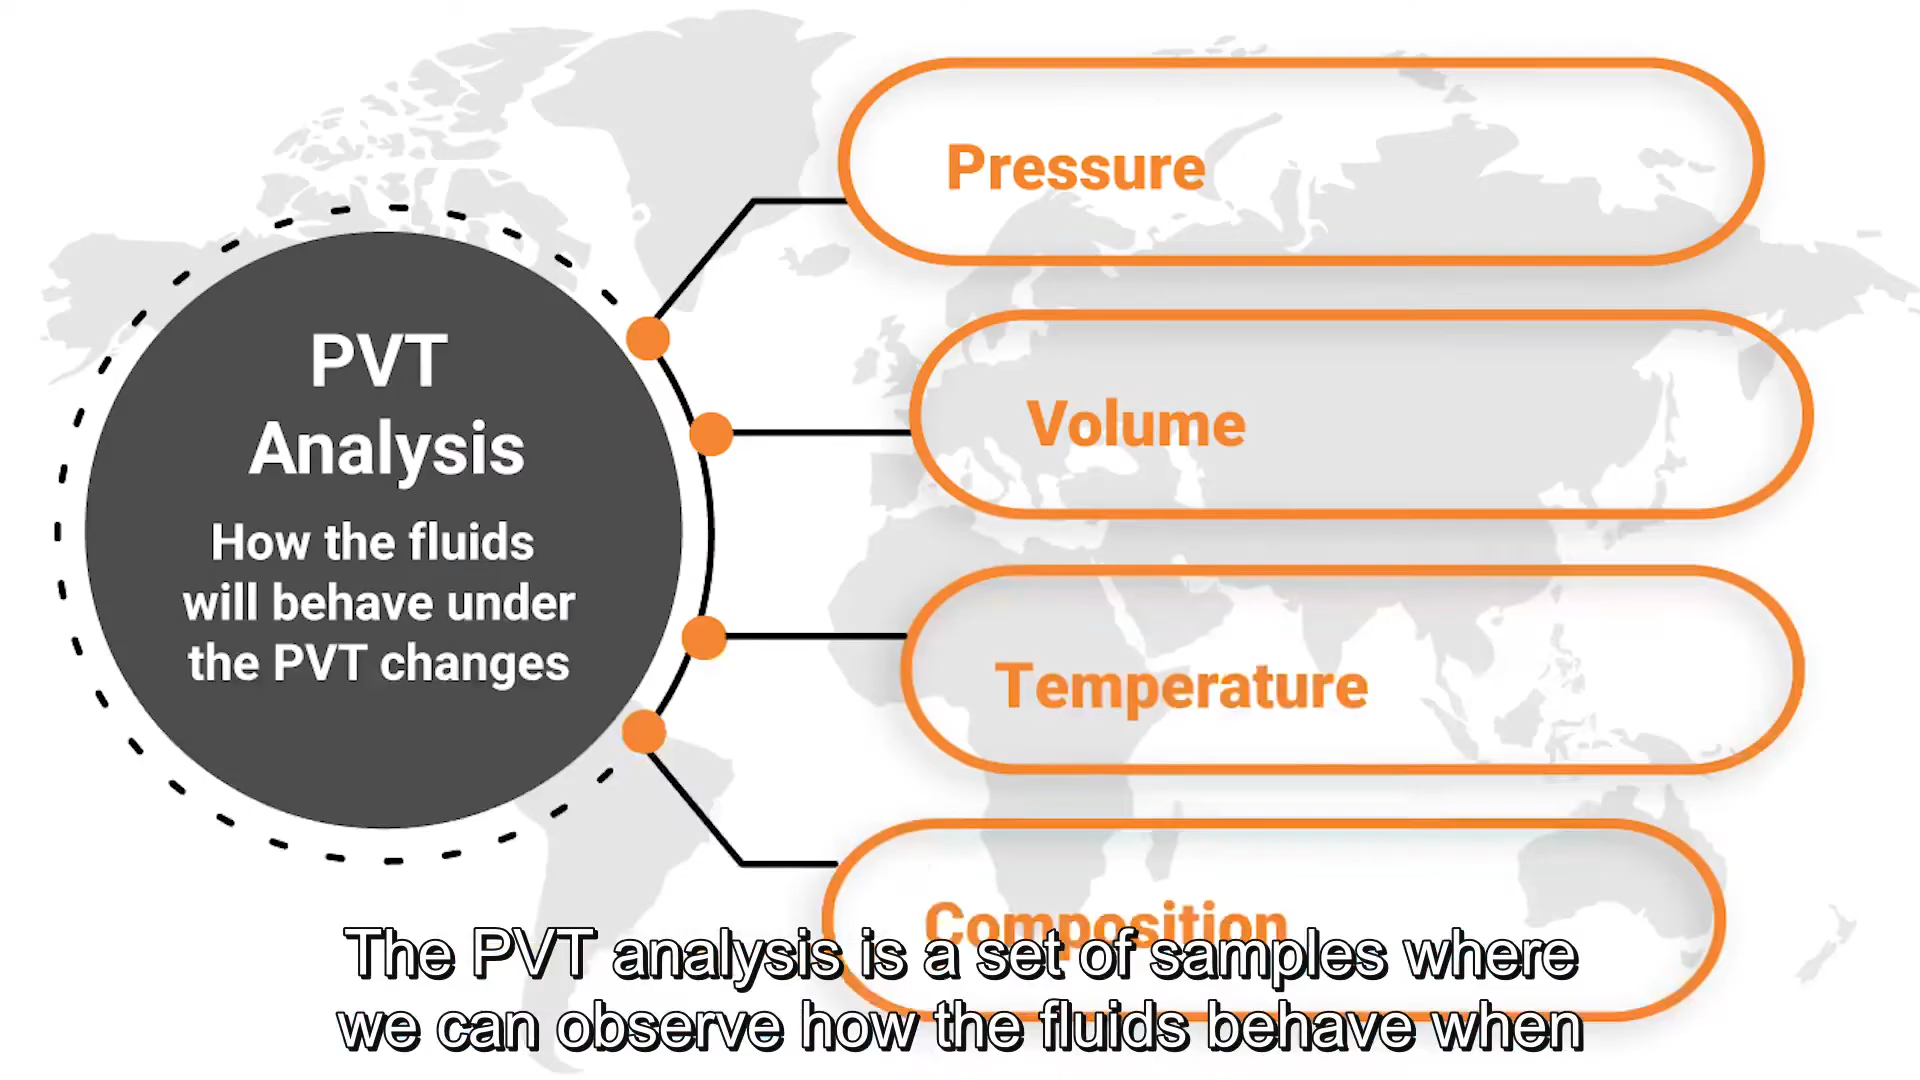 PVT
Analysis
How the fluids
will behave under
the PVT changes
Pressure
Volume
Temperature
Composition
The PVT analysis is a set of samples where
we can observe how the fluids behave when